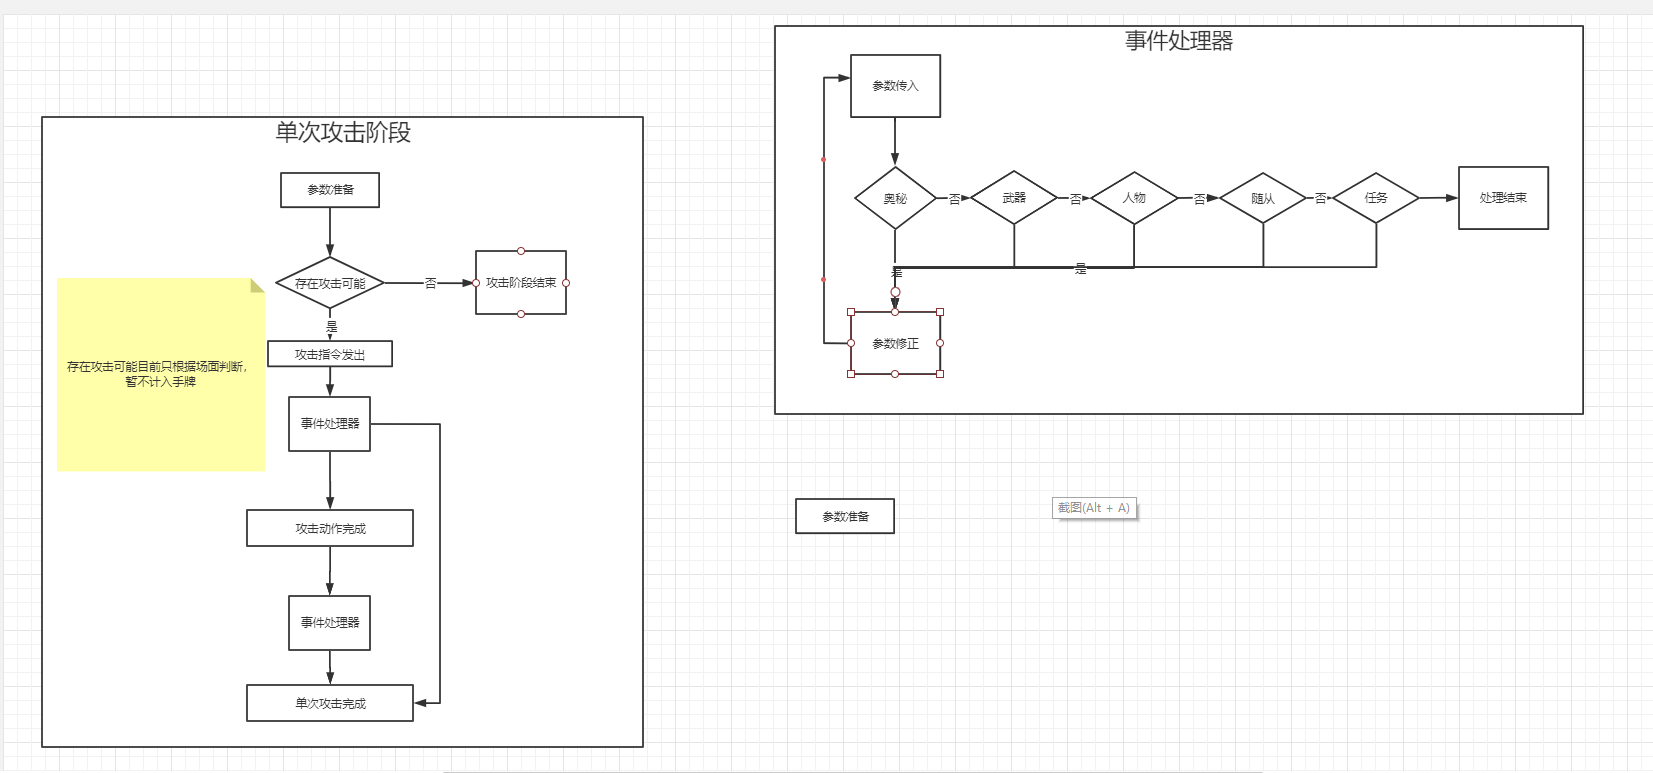 单次攻击阶段
参数准备
存在攻击可能
否
攻击阶段结束
是
攻击指令发出
存在攻击可能目前只根据场面判断，
暂不计入手牌
事件处理器
攻击动作完成
事件处理器
单次攻击完成
事件处理器
参数传入
奥秘
否
武器
否
人物
否
随从
否
任务
处理结束
是
是
参数修正
参数准备
截图(Alt + A)